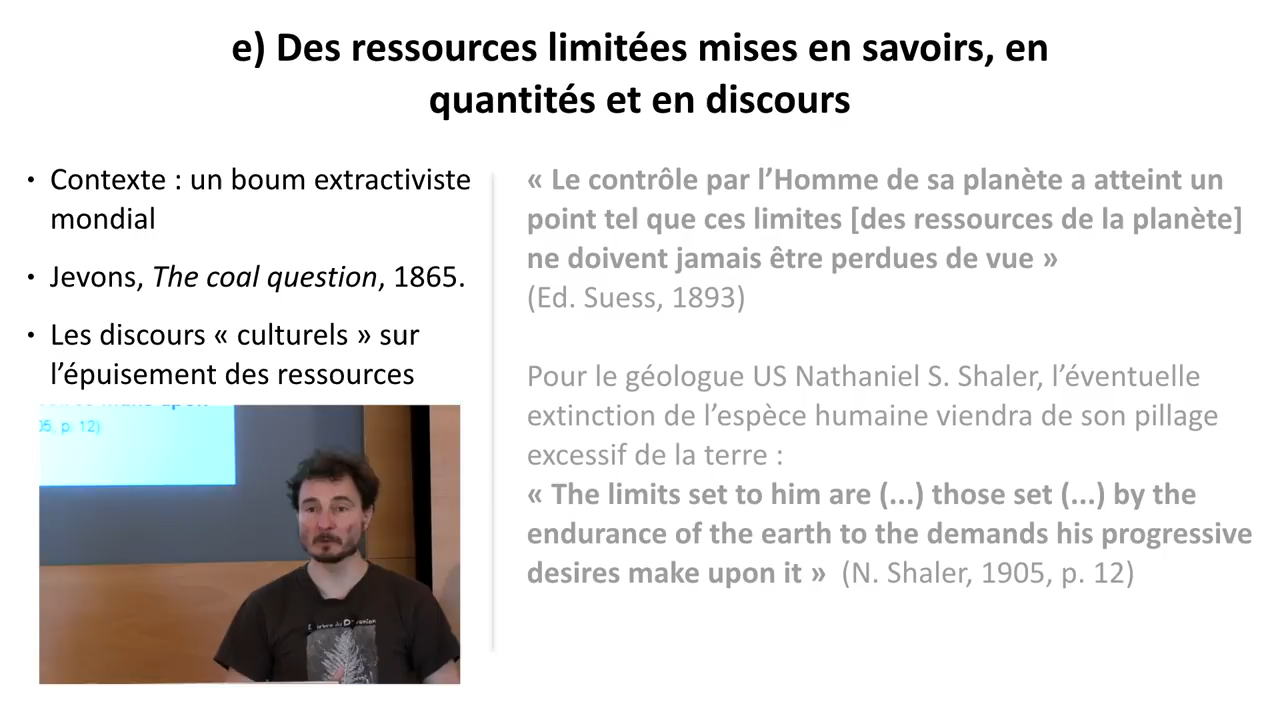 e) Des ressources limitées mises en savoirs, en
quantités et en discours
• Contexte : un boum extractiviste
mondial
• Jevons, The coal question, 1865.
• Les discours « culturels » sur
l’épuisement des ressources
« Le contrôle par l’Homme de sa planète a atteint un
point tel que ces limites [des ressources de la planète]
ne doivent jamais être perdues de vue »
(Ed. Suess, 1893)
Pour le géologue US Nathaniel S. Shaler, l’éventuelle
extinction de l’espèce humaine viendra de son pillage
excessif de la terre :
« The limits set to him are (...) those set (...) by the
endurance of the earth to the demands his progressive
desires make upon it » (N. Shaler, 1905, p. 12)
05, p. 12)